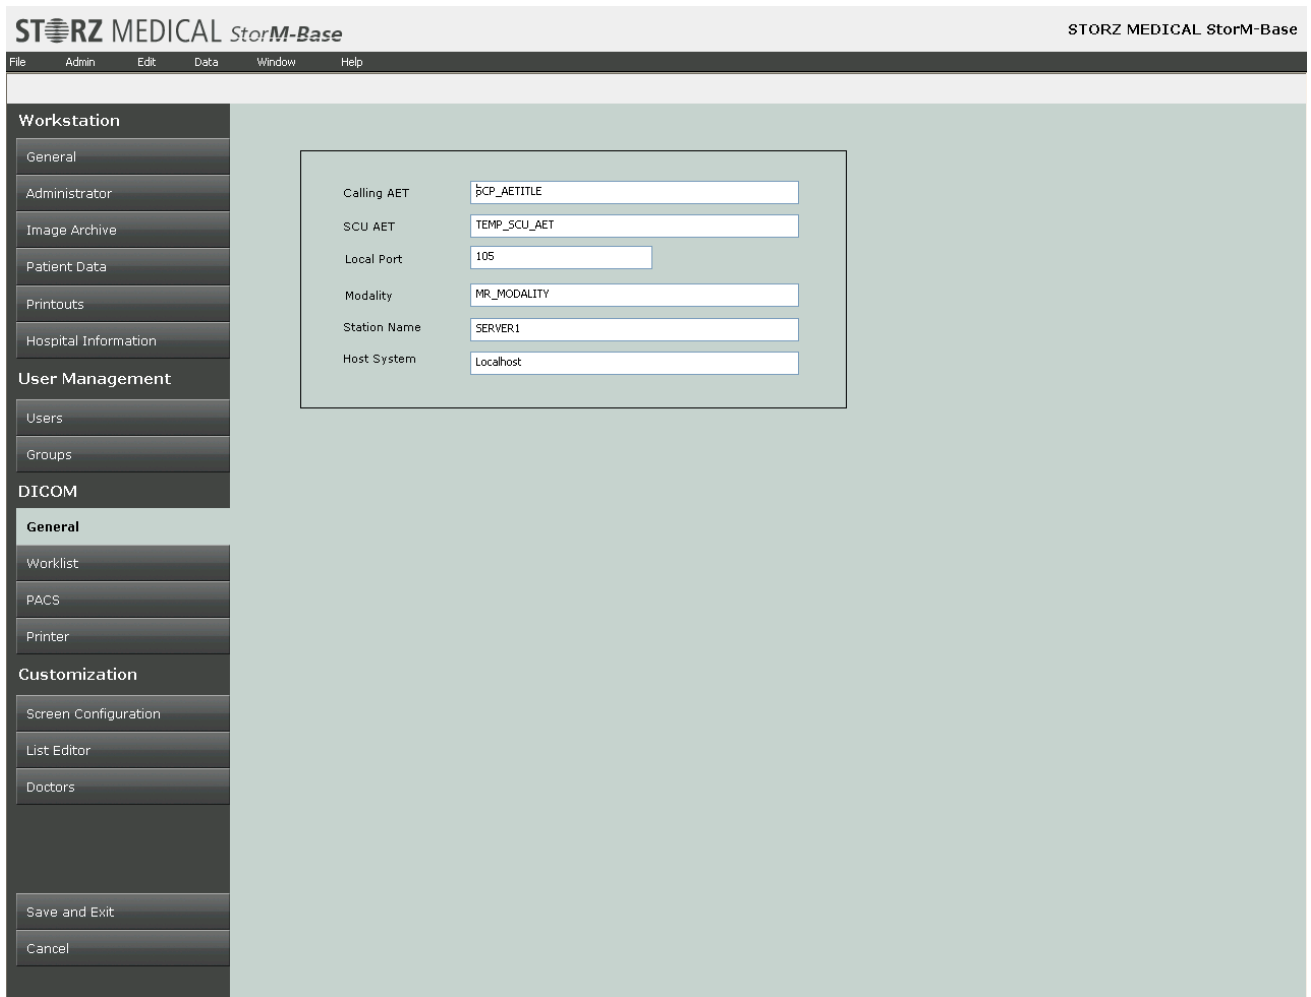 STORZ MEDICAL StorM-Base
STORZ MEDICAL StorM-Base
File Admin Edit Data Window Help
Workstation
General
Administrator
Image Archive
Patient Data
Printouts
Hospital Information
User Management
Users
Groups
DICOM
General
Worklist
PACS
Printer
Customization
Screen Configuration
List Editor
Doctors
Save and Exit
Cancel
Calling AET
SCU AET TEMP_SCU_AET
Local Port 105
Modality MR_MODALITY
Station Name SERVER1
Host System Localhost